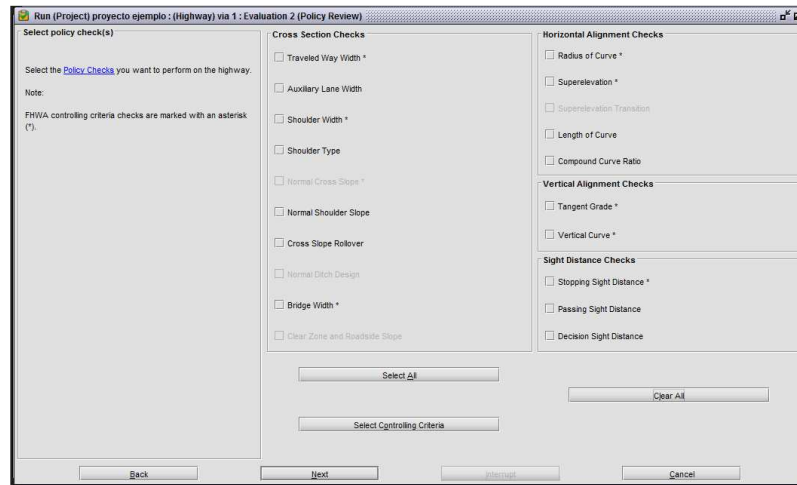 Run (Project) proyecto ejemplo : (Highway) via 1 : Evaluation 2 (Policy Review)
Select policy check(s)
Select the Policy Checks you want to perform on the highway.
Note:
FHWA controlling criteria checks are marked with an asterisk
(*).
Cross Section Checks
Traveled Way Width *
Auxiliary Lane Width
Shoulder Width *
Shoulder Type
Normal Cross Slope *
Normal Shoulder Slope
Cross Slope Rollover
Normal Ditch Design
Bridge Width *
Clear Zone and Roadside Slope
Horizontal Alignment Checks
Radius of Curve *
Superelevation *
Superelevation Transition
Length of Curve
Compound Curve Ratio
Vertical Alignment Checks
Tangent Grade *
Vertical Curve *
Sight Distance Checks
Stopping Sight Distance *
Passing Sight Distance
Decision Sight Distance
Select All
Clear All
Select Controlling Criteria
Back
Next
Interrupt
Cancel